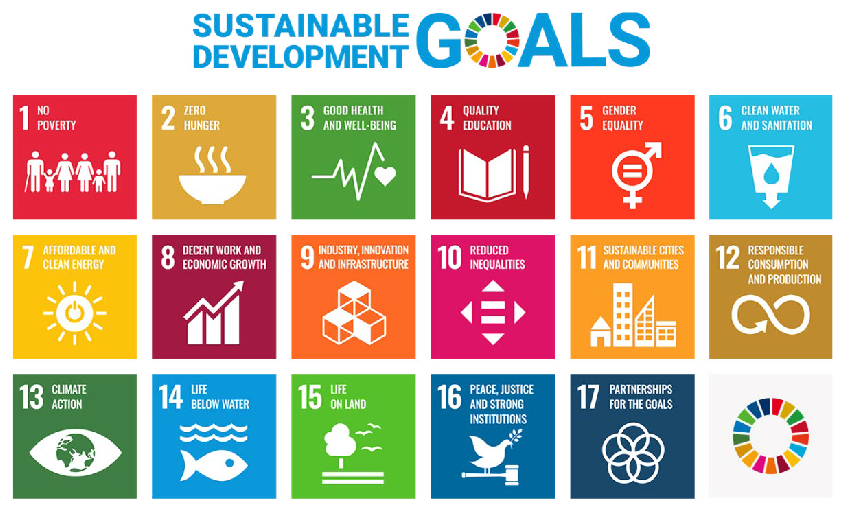 SUSTAINABLE
DEVELOPMENT
GOALS
1 NO
POVERTY
2 ZERO
HUNGER
3 GOOD HEALTH
AND WELL-BEING
4 QUALITY
EDUCATION
5 GENDER
EQUALITY
6 CLEAN WATER
AND SANITATION
7 AFFORDABLE AND
CLEAN ENERGY
8 DECENT WORK AND
ECONOMIC GROWTH
9 INDUSTRY, INNOVATION
AND INFRASTRUCTURE
10 REDUCED
INEQUALITIES
11 SUSTAINABLE CITIES
AND COMMUNITIES
12 RESPONSIBLE
CONSUMPTION
AND PRODUCTION
13 CLIMATE
ACTION
14 LIFE
BELOW WATER
15 LIFE
ON LAND
16 PEACE, JUSTICE
AND STRONG
INSTITUTIONS
17 PARTNERSHIPS
FOR THE GOALS